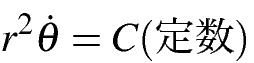 r²θ̇ = C(定数)